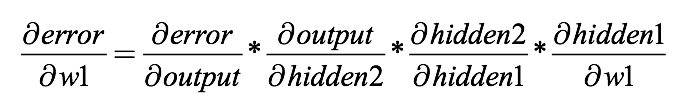 ∂error/∂w1 = ∂error/∂output * ∂output/∂hidden2 * ∂hidden2/∂hidden1 * ∂hidden1/∂w1